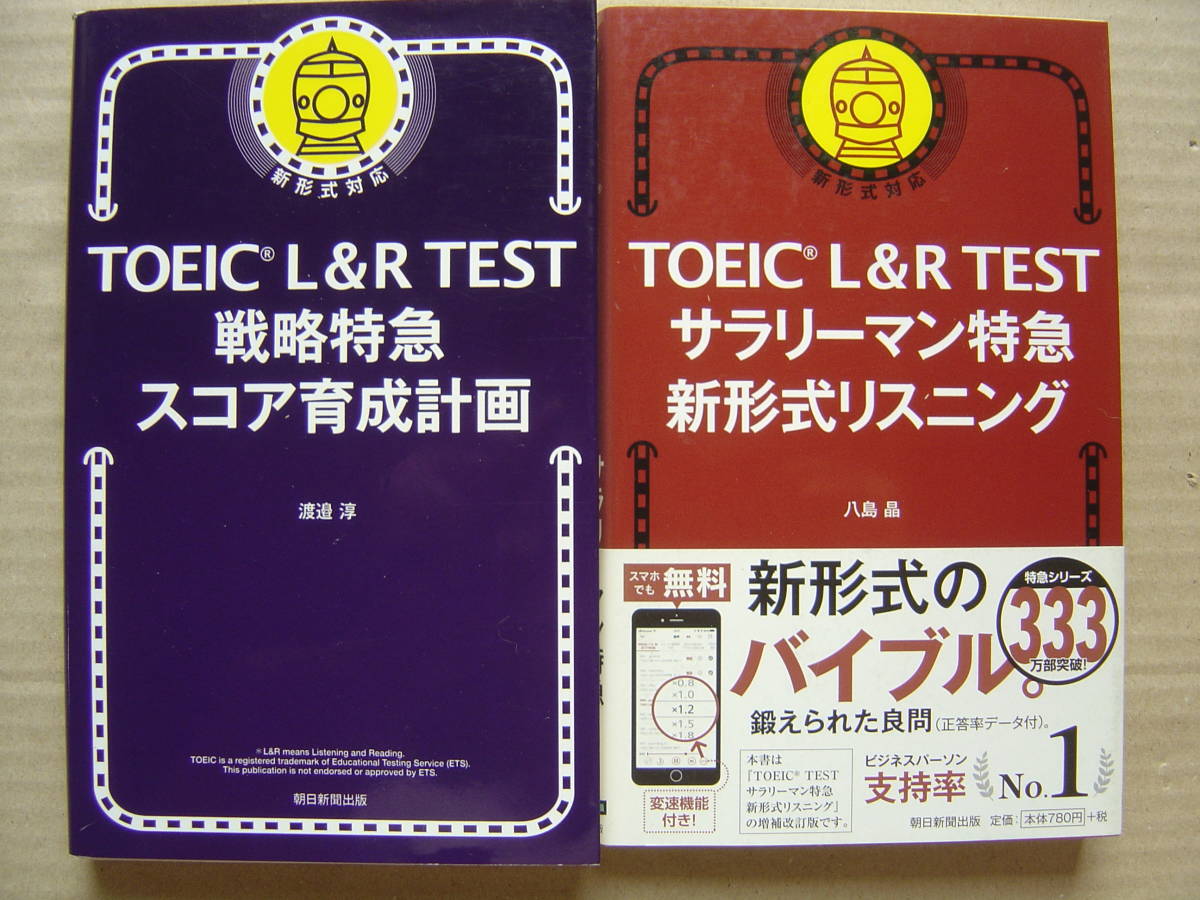 新形式対応
TOEIC® L&R TEST
戦略特急
スコア育成計画
渡邉 淳
®L&R means Listening and Reading.
TOEIC is a registered trademark of Educational Testing Service (ETS).
This publication is not endorsed or approved by ETS.
朝日新聞出版
新形式対応
TOEIC® L&R TEST
サラリーマン特急
新形式リスニング
八島 晶
スマホ
でも
無料
新形式の
バイブル。
特急シリーズ
333
万部突破!
×0.8
×1.0
×1.2
×1.5
×1.8
変速機能
付き!
鍛えられた良問(正答率データ付)。
本書は
『TOEIC® TEST
サラリーマン特急
新形式リスニング』
の増補改訂版です。
ビジネスパーソン
支持率
No.1
朝日新聞出版 定価:本体780円+税